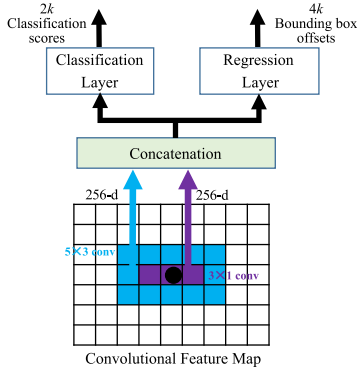 2k
Classification
scores
4k
Bounding box
offsets
Classification
Layer
Regression
Layer
Concatenation
256-d
256-d
5×3 conv
3×1 conv
Convolutional Feature Map